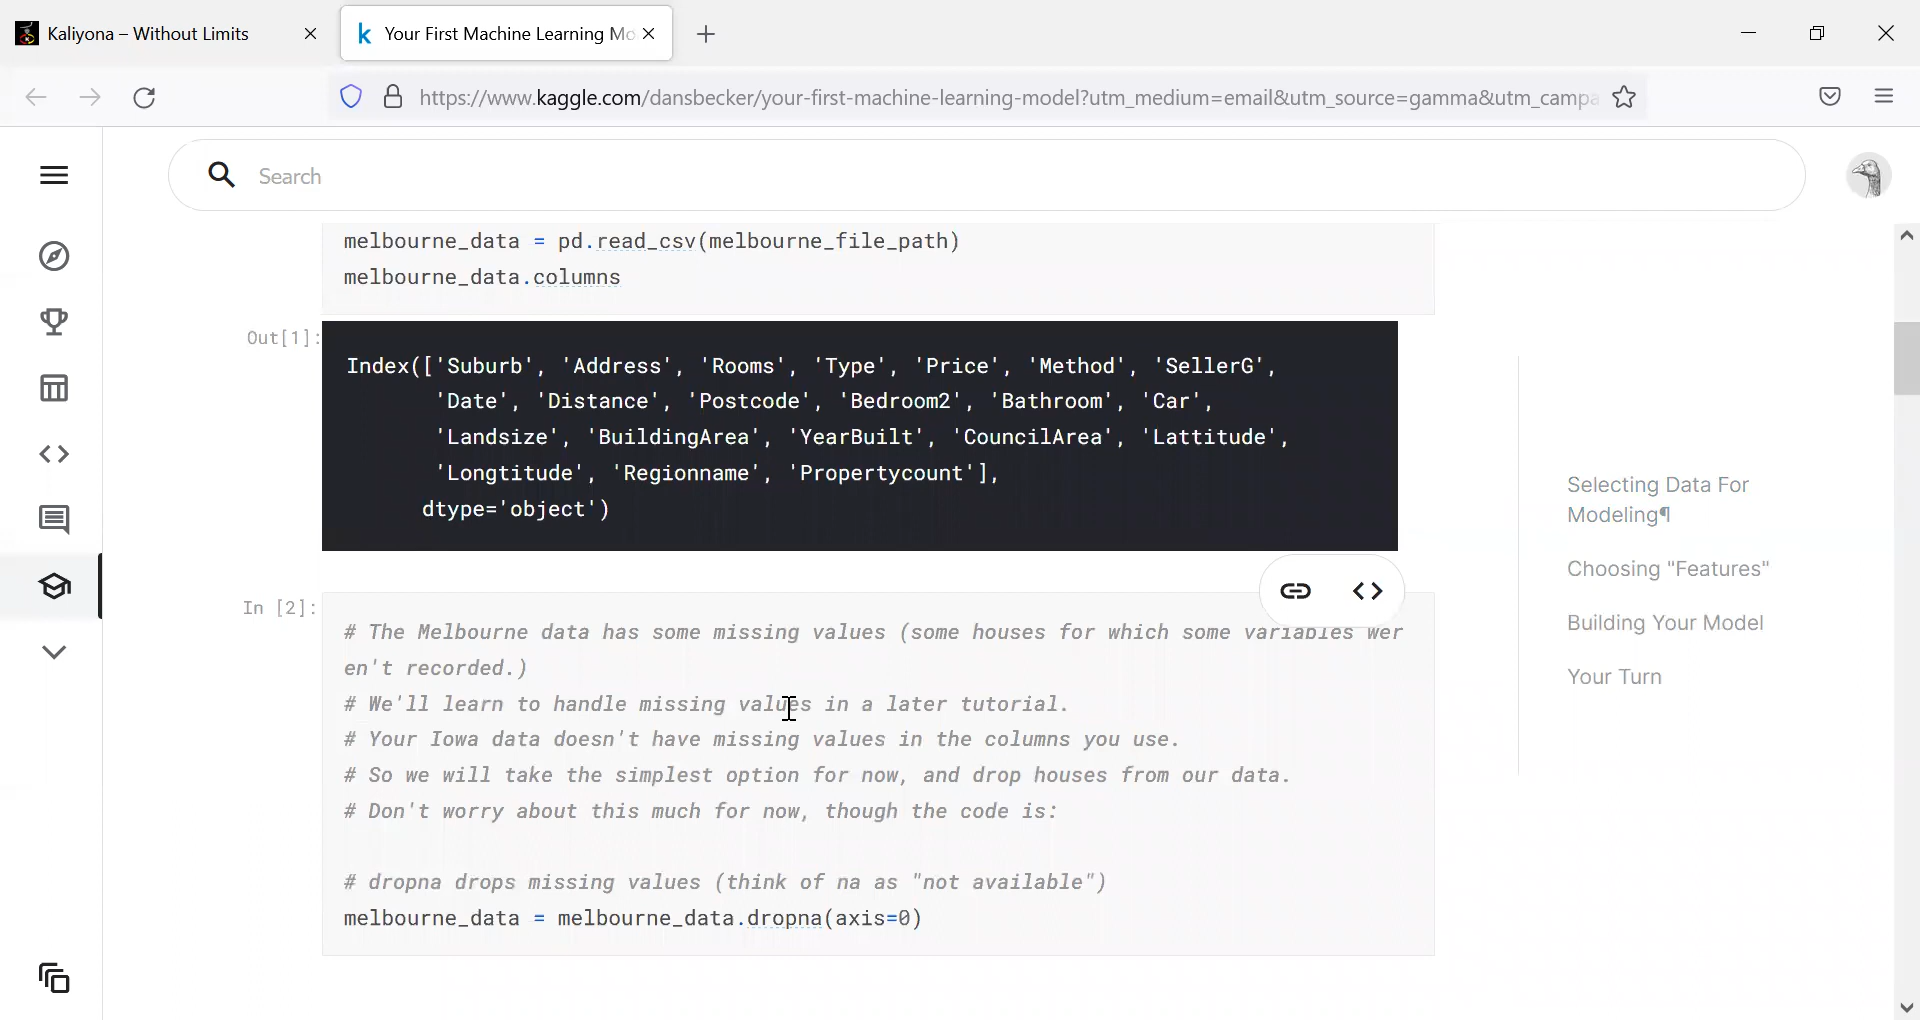 Kaliyona – Without Limits
Your First Machine Learning Mo
https://www.kaggle.com/dansbecker/your-first-machine-learning-model?utm_medium=email&utm_source=gamma&utm_campa
Search
melbourne_data = pd.read_csv(melbourne_file_path)
melbourne_data.columns
Out[1]:
Index(['Suburb', 'Address', 'Rooms', 'Type', 'Price', 'Method', 'SellerG',
'Date', 'Distance', 'Postcode', 'Bedroom2', 'Bathroom', 'Car',
'Landsize', 'BuildingArea', 'YearBuilt', 'CouncilArea', 'Lattitude',
'Longtitude', 'Regionname', 'Propertycount'],
dtype='object')
In [2]:
# The Melbourne data has some missing values (some houses for which some variables wer
en't recorded.)
# We'll learn to handle missing values in a later tutorial.
# Your Iowa data doesn't have missing values in the columns you use.
# So we will take the simplest option for now, and drop houses from our data.
# Don't worry about this much for now, though the code is:
# dropna drops missing values (think of na as "not available")
melbourne_data = melbourne_data.dropna(axis=0)
Selecting Data For
Modeling¶
Choosing "Features"
Building Your Model
Your Turn